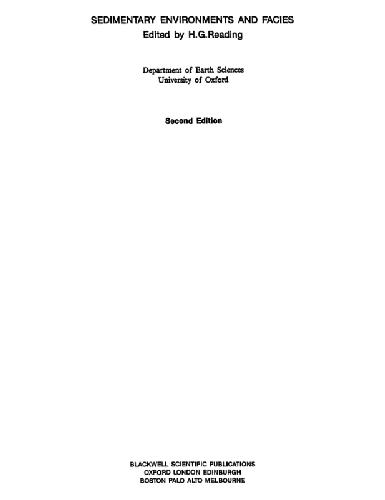 SEDIMENTARY ENVIRONMENTS AND FACIES
Edited by H.G.Reading
Department of Earth Sciences
University of Oxford
Second Edition
BLACKWELL SCIENTIFIC PUBLICATIONS
OXFORD LONDON EDINBURGH
BOSTON PALO ALTO MELBOURNE